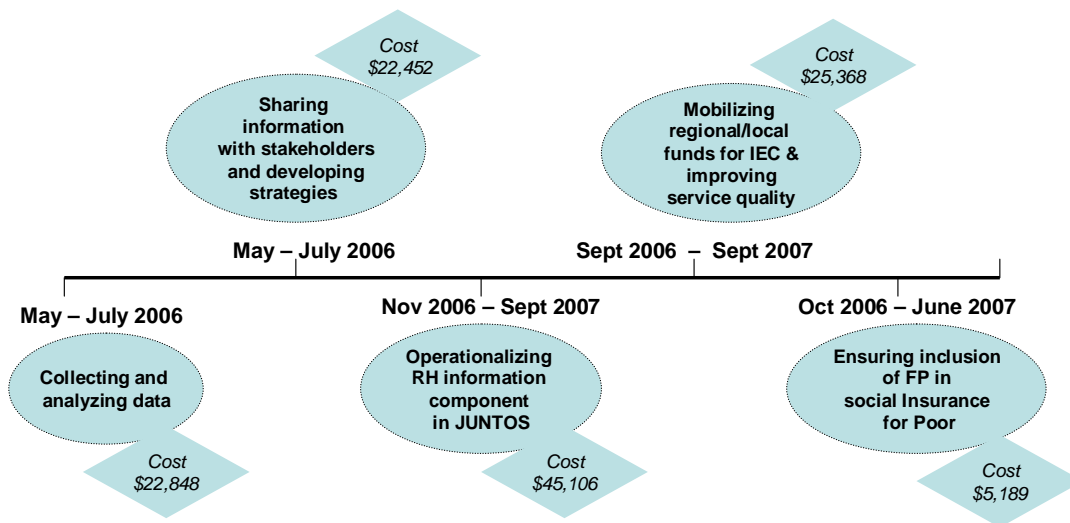 Cost
$22,452
Sharing
information
with stakeholders
and developing
strategies
Cost
$25,368
Mobilizing
regional/local
funds for IEC &
improving
service quality
May – July 2006
Sept 2006 – Sept 2007
May – July 2006
Nov 2006 – Sept 2007
Oct 2006 – June 2007
Collecting and
analyzing data
Cost
$22,848
Operationalizing
RH information
component
in JUNTOS
Cost
$45,106
Ensuring inclusion
of FP in
social Insurance
for Poor
Cost
$5,189